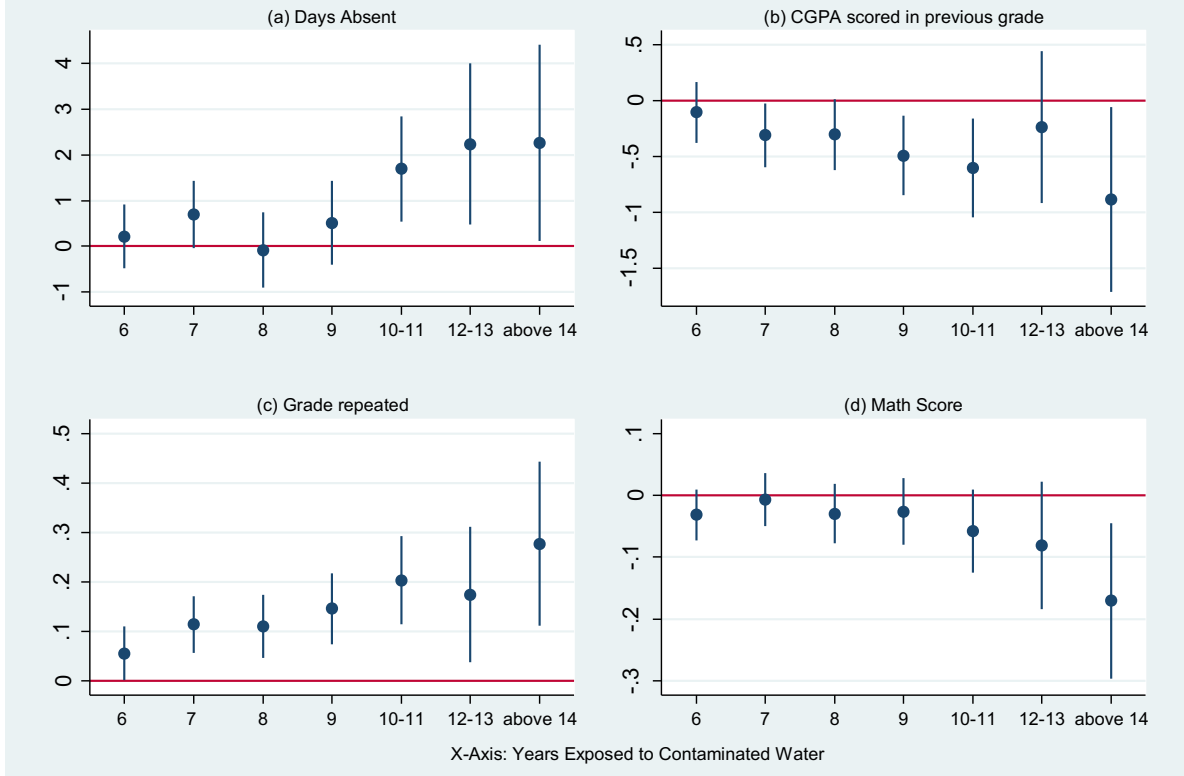 (a) Days Absent
4
3
2
1
0
-1
6 7 8 9 10-11 12-13 above 14
(b) CGPA scored in previous grade
.5
0
-.5
-1
-1.5
6 7 8 9 10-11 12-13 above 14
(c) Grade repeated
.5
.4
.3
.2
.1
0
6 7 8 9 10-11 12-13 above 14
(d) Math Score
.1
0
-.1
-.2
-.3
6 7 8 9 10-11 12-13 above 14
X-Axis: Years Exposed to Contaminated Water